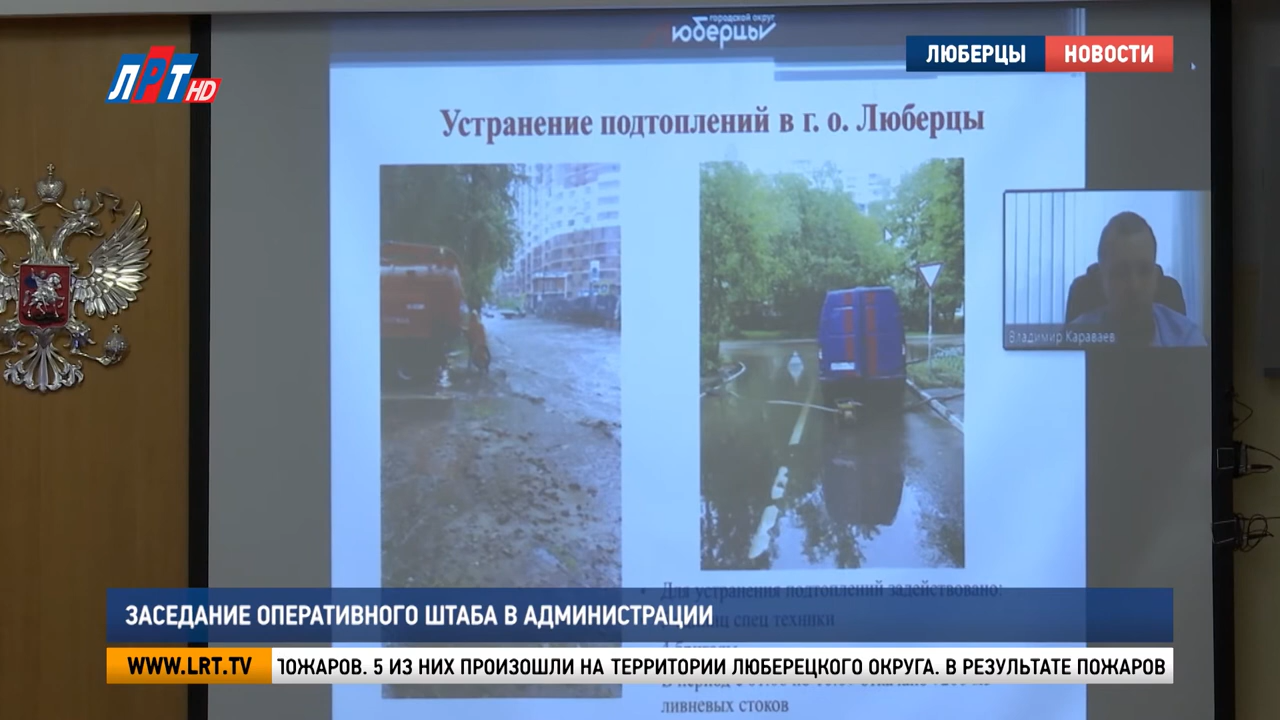 городской округ
Люберцы
ЛРТ HD
ЛЮБЕРЦЫ НОВОСТИ
Устранение подтоплений в г. о. Люберцы
Владимир Караваев
• Для устранения подтоплений задействовано:
спец техники
ЗАСЕДАНИЕ ОПЕРАТИВНОГО ШТАБА В АДМИНИСТРАЦИИ
WWW.LRT.TV ПОЖАРОВ. 5 ИЗ НИХ ПРОИЗОШЛИ НА ТЕРРИТОРИИ ЛЮБЕРЕЦКОГО ОКРУГА. В РЕЗУЛЬТАТЕ ПОЖАРОВ
ливневых стоков